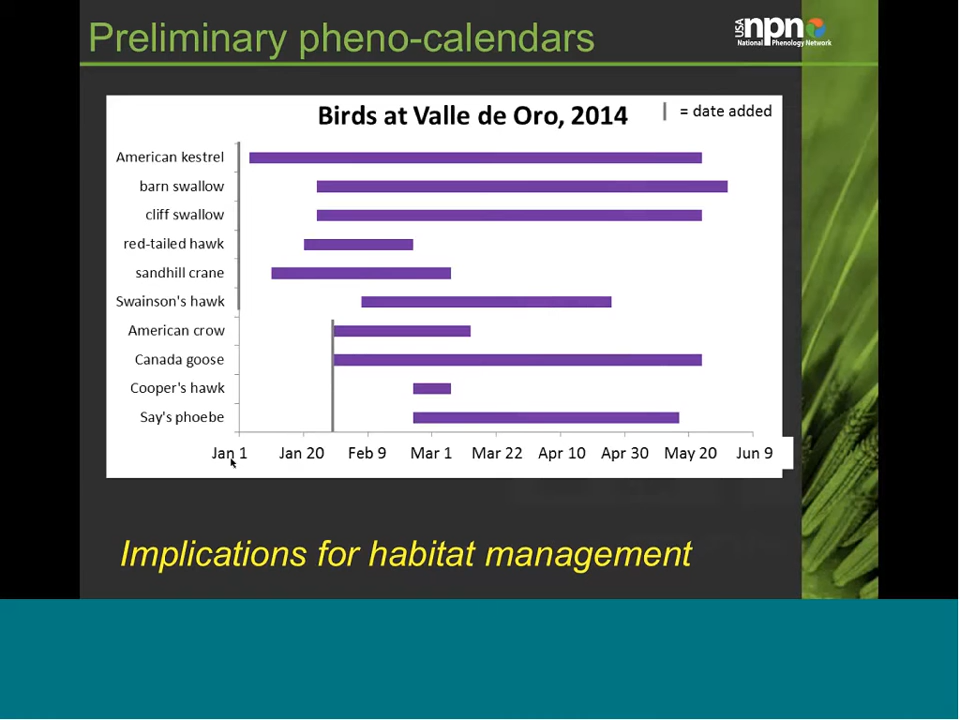 Preliminary pheno-calendars
USA npn
National Phenology Network
Birds at Valle de Oro, 2014
= date added
American kestrel
barn swallow
cliff swallow
red-tailed hawk
sandhill crane
Swainson's hawk
American crow
Canada goose
Cooper's hawk
Say's phoebe
Jan 1 Jan 20 Feb 9 Mar 1 Mar 22 Apr 10 Apr 30 May 20 Jun 9
Implications for habitat management